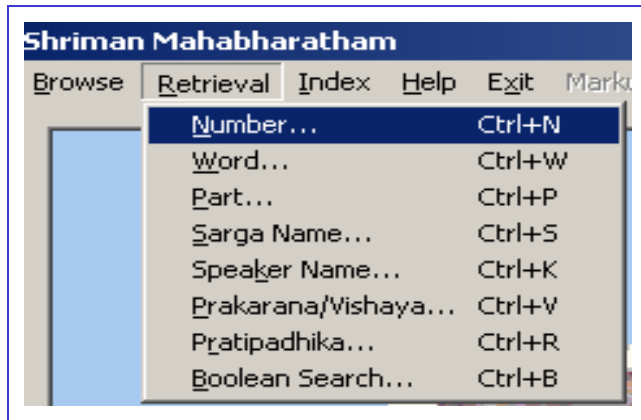 Shriman Mahabharatham
Browse Retrieval Index Help Exit
Number... Ctrl+N
Word... Ctrl+W
Part... Ctrl+P
Sarga Name... Ctrl+S
Speaker Name... Ctrl+K
Prakarana/Vishaya... Ctrl+V
Pratipadhika... Ctrl+R
Boolean Search... Ctrl+B